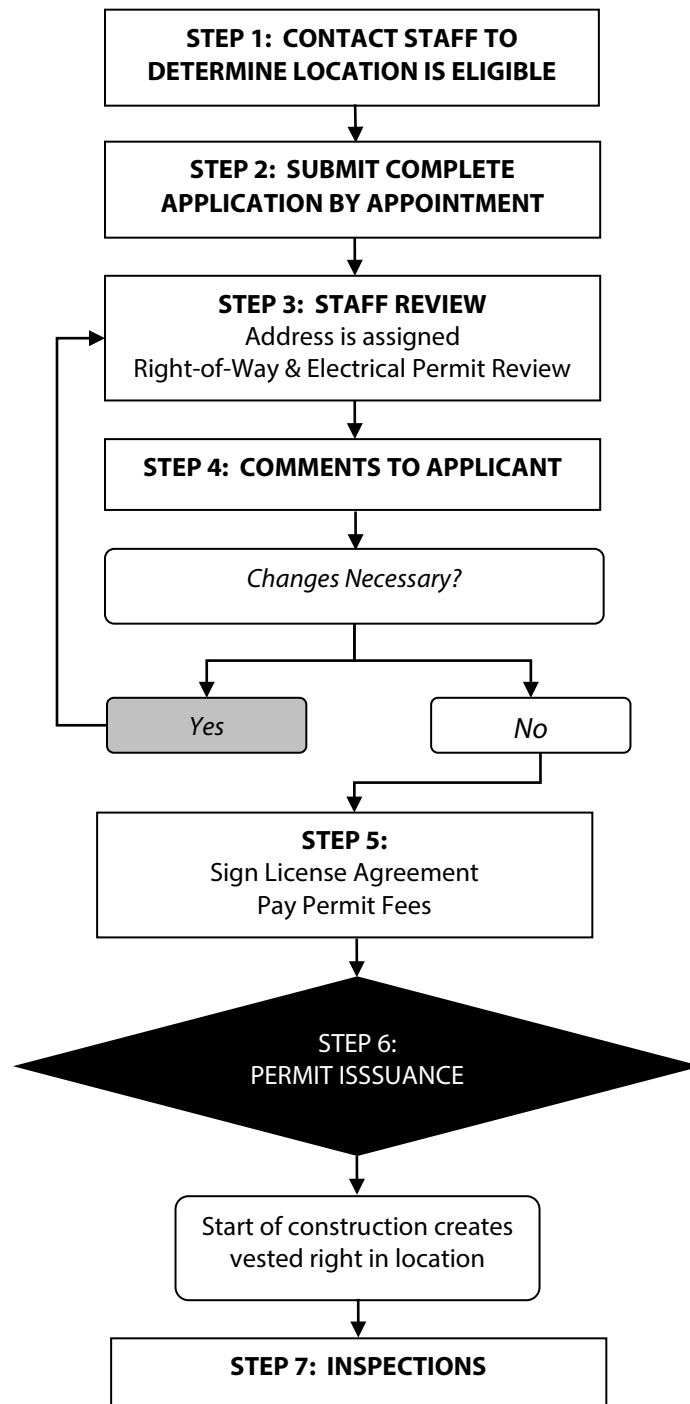 STEP 1: CONTACT STAFF TO
DETERMINE LOCATION IS ELIGIBLE
STEP 2: SUBMIT COMPLETE
APPLICATION BY APPOINTMENT
STEP 3: STAFF REVIEW
Address is assigned
Right-of-Way & Electrical Permit Review
STEP 4: COMMENTS TO APPLICANT
Changes Necessary?
Yes
No
STEP 5:
Sign License Agreement
Pay Permit Fees
STEP 6:
PERMIT ISSSUANCE
Start of construction creates
vested right in location
STEP 7: INSPECTIONS